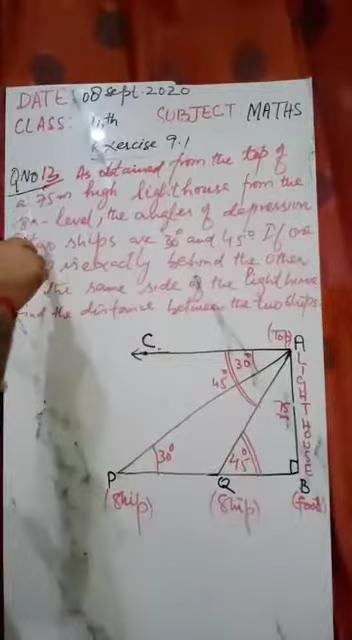 DATE: 08 sept. 2020
CLASS: 10th SUBJECT. MATHS
Exercise 9.1
Q NO 13. As obtained from the top of
a 75m high lighthouse from the
level, the angles of depression
ships are 30° and 45° If one
is exactly behind the other
the same side of the light house
find the distance between the two ships.
C. (Top) A
30°
45°
75
LIGHTHOUSE
30° 45°
P Q B
(Ship) (Ship) (foot)